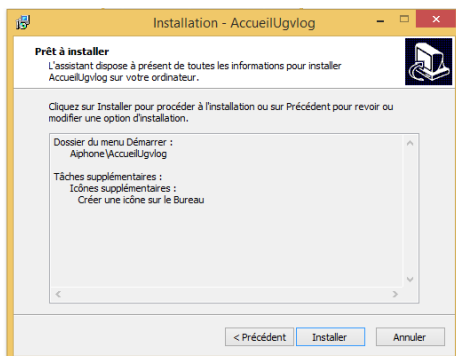 Installation - AccueilUgvlog
Prêt à installer
L'assistant dispose à présent de toutes les informations pour installer
AccueilUgvlog sur votre ordinateur.
Cliquez sur Installer pour procéder à l'installation ou sur Précédent pour revoir ou
modifier une option d'installation.
Dossier du menu Démarrer :
Aiphone\AccueilUgvlog
Tâches supplémentaires :
Icônes supplémentaires :
Créer une icône sur le Bureau
< Précédent
Installer
Annuler